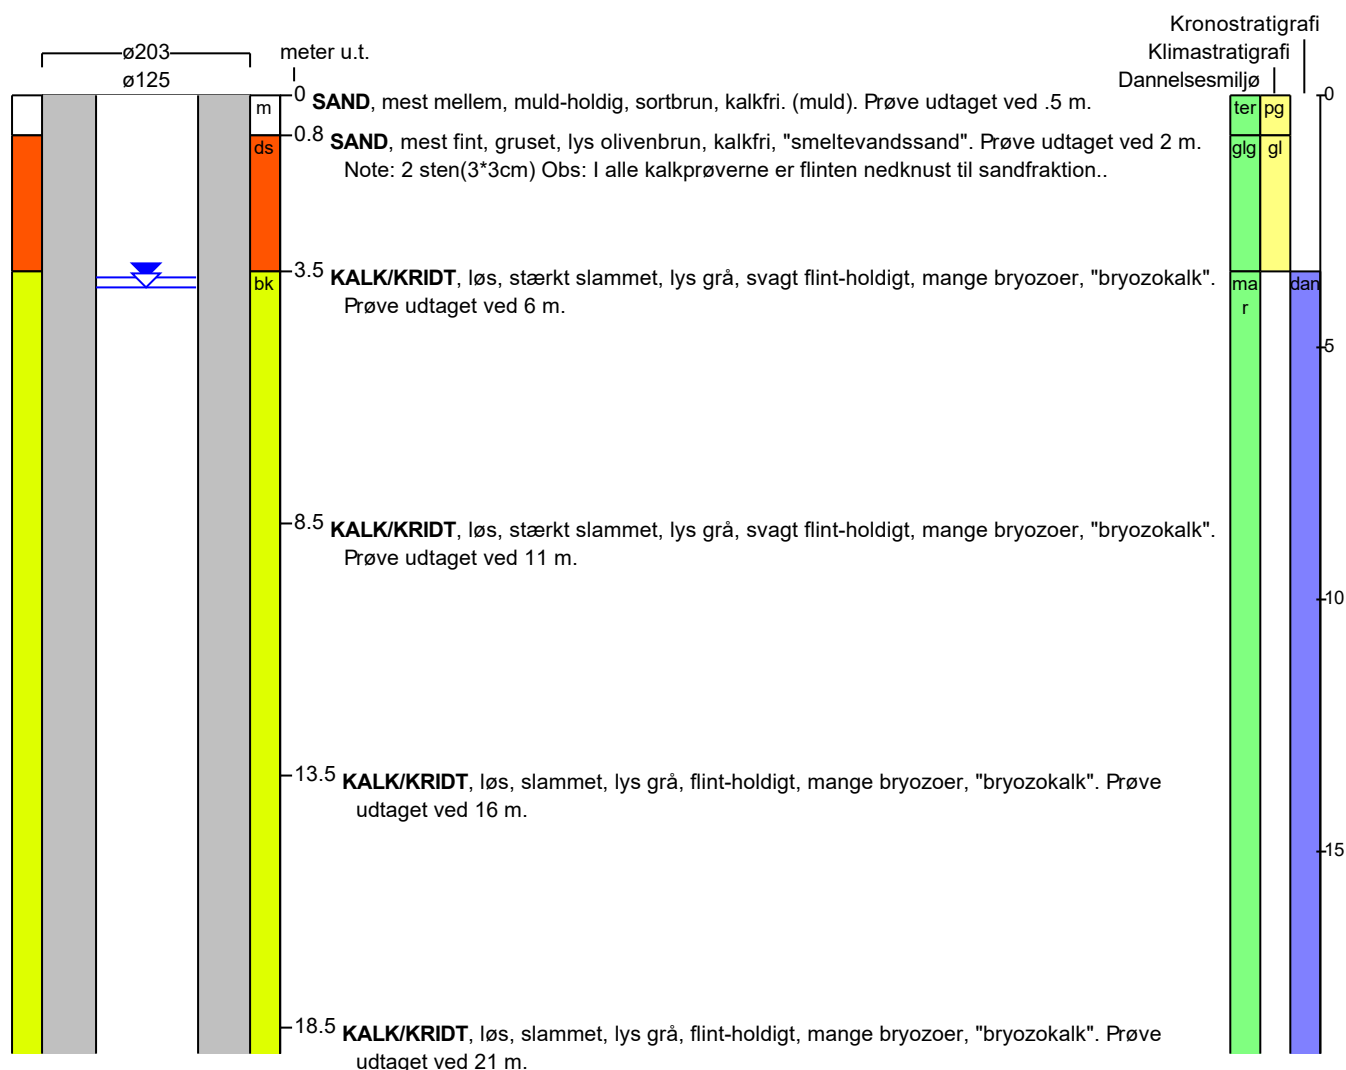 Kronostratigrafi
Klimastratigrafi
Dannelsesmiljø
ø203
meter u.t.
ø125
0
m
SAND, mest mellem, muld-holdig, sortbrun, kalkfri. (muld). Prøve udtaget ved .5 m.
ter
pg
0
0.8
ds
SAND, mest fint, gruset, lys olivenbrun, kalkfri, "smeltevandssand". Prøve udtaget ved 2 m.
Note: 2 sten(3*3cm) Obs: I alle kalkprøverne er flinten nedknust til sandfraktion..
glg
gl
3.5
bk
KALK/KRIDT, løs, stærkt slammet, lys grå, svagt flint-holdigt, mange bryozoer, "bryozokalk".
Prøve udtaget ved 6 m.
ma
r
dan
5
8.5
KALK/KRIDT, løs, stærkt slammet, lys grå, svagt flint-holdigt, mange bryozoer, "bryozokalk".
Prøve udtaget ved 11 m.
10
13.5
KALK/KRIDT, løs, slammet, lys grå, flint-holdigt, mange bryozoer, "bryozokalk". Prøve
udtaget ved 16 m.
15
18.5
KALK/KRIDT, løs, slammet, lys grå, flint-holdigt, mange bryozoer, "bryozokalk". Prøve
udtaget ved 21 m.